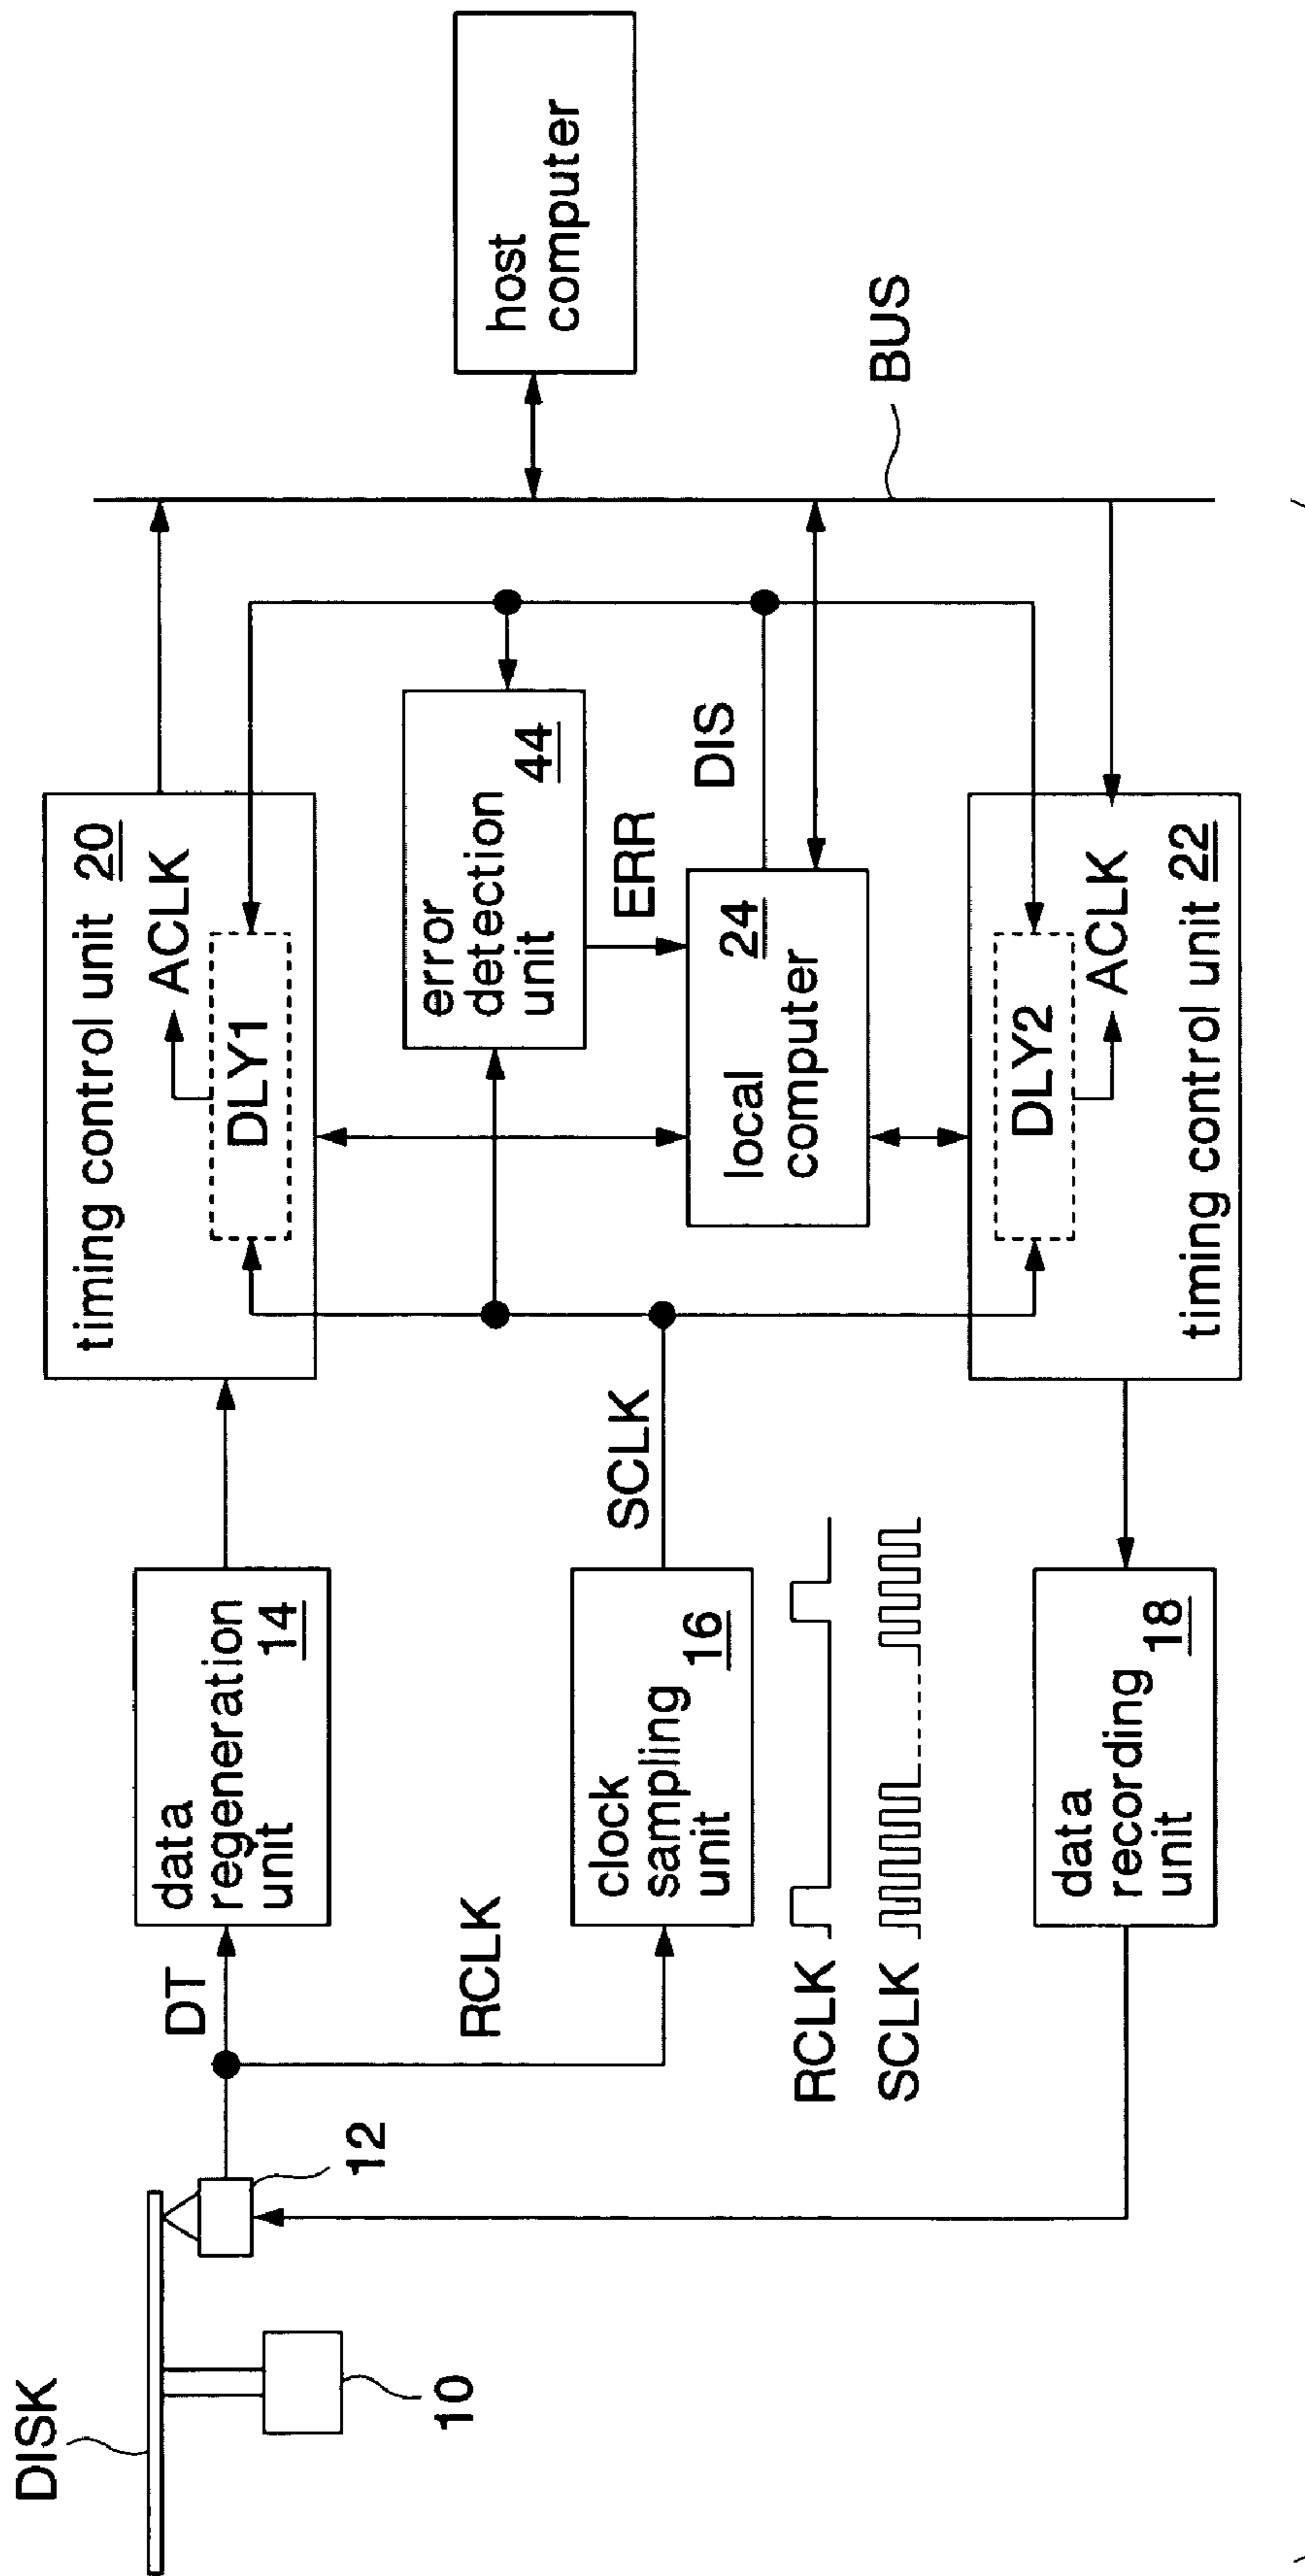 DISK
10
12
DT
RCLK
data
regeneration
unit 14
clock
sampling
unit 16
RCLK
SCLK
data
recording
unit 18
SCLK
timing control unit 20
ACLK
DLY1
error
detection
unit 44
ERR
DIS
local 24
computer
DLY2
ACLK
timing control unit 22
BUS
host
computer